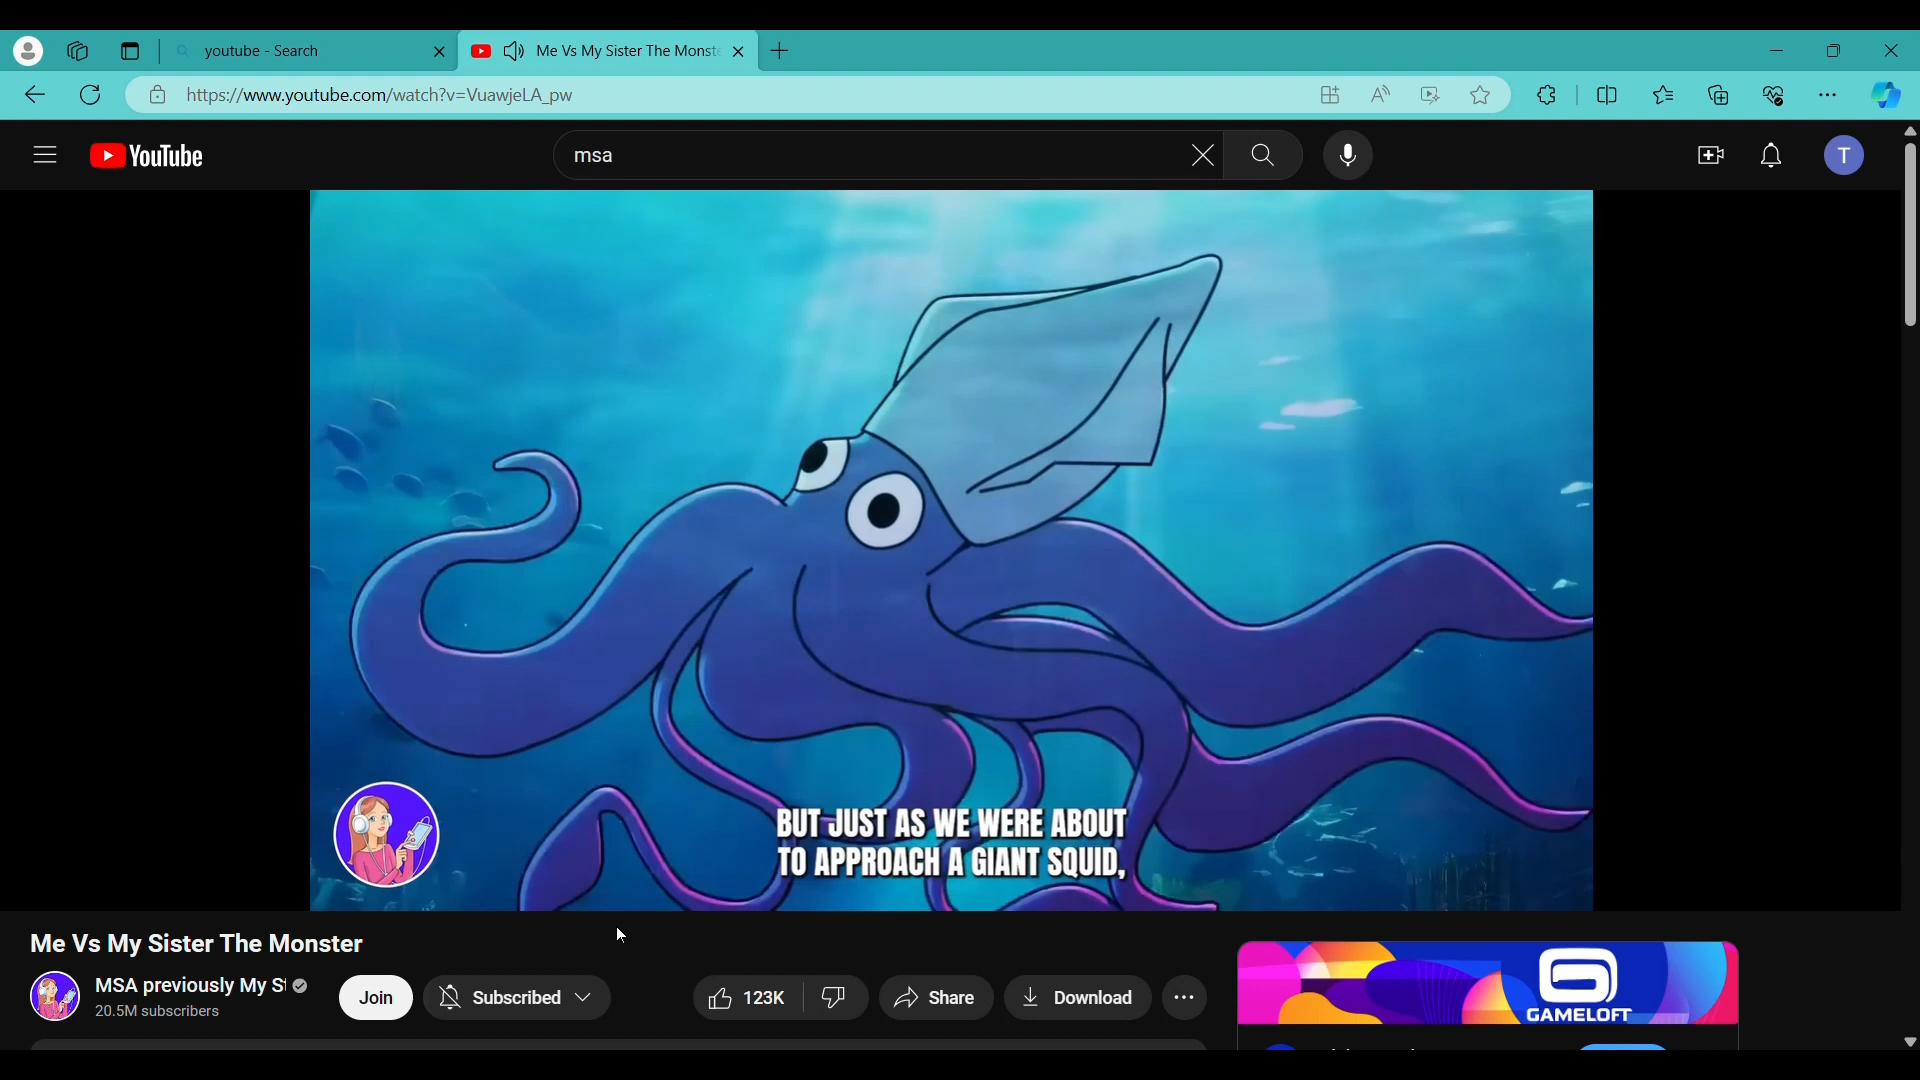 youtube - Search
Me Vs My Sister The Monste
https://www.youtube.com/watch?v=VuawjeLA_pw
YouTube
msa
T
BUT JUST AS WE WERE ABOUT
TO APPROACH A GIANT SQUID,
Me Vs My Sister The Monster
MSA previously My St
20.5M subscribers
Join
Subscribed
123K
Share
Download
GAMELOFT